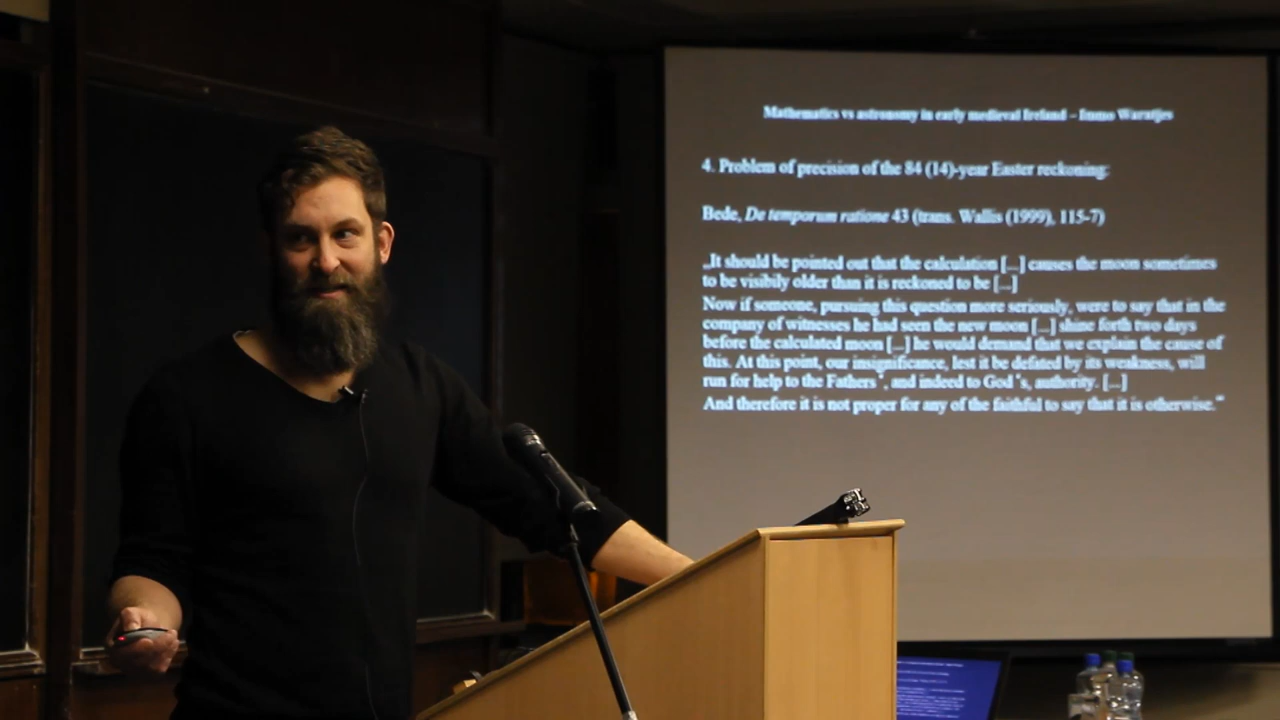 Mathematics vs astronomy in early medieval Ireland – Immo Warntjes
4. Problem of precision of the 84 (14)-year Easter reckoning:
Bede, De temporum ratione 43 (trans. Wallis (1999), 115-7)
„It should be pointed out that the calculation [...] causes the moon sometimes
to be visibily older than it is reckoned to be [...]
Now if someone, pursuing this question more seriously, were to say that in the
company of witnesses he had seen the new moon [...] shine forth two days
before the calculated moon [...] he would demand that we explain the cause of
this. At this point, our insignificance, lest it be defated by its weakness, will
run for help to the Fathers', and indeed to God's, authority. [...]
And therefore it is not proper for any of the faithful to say that it is otherwise.“